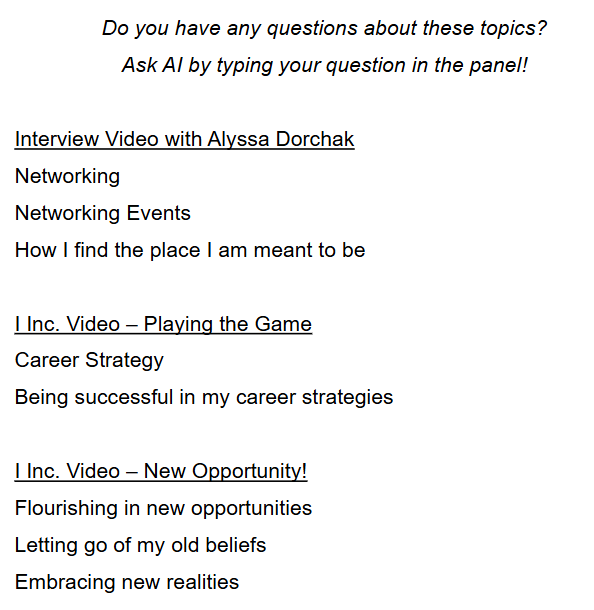 Do you have any questions about these topics?
Ask AI by typing your question in the panel!
Interview Video with Alyssa Dorchak
Networking
Networking Events
How I find the place I am meant to be
I Inc. Video – Playing the Game
Career Strategy
Being successful in my career strategies
I Inc. Video – New Opportunity!
Flourishing in new opportunities
Letting go of my old beliefs
Embracing new realities